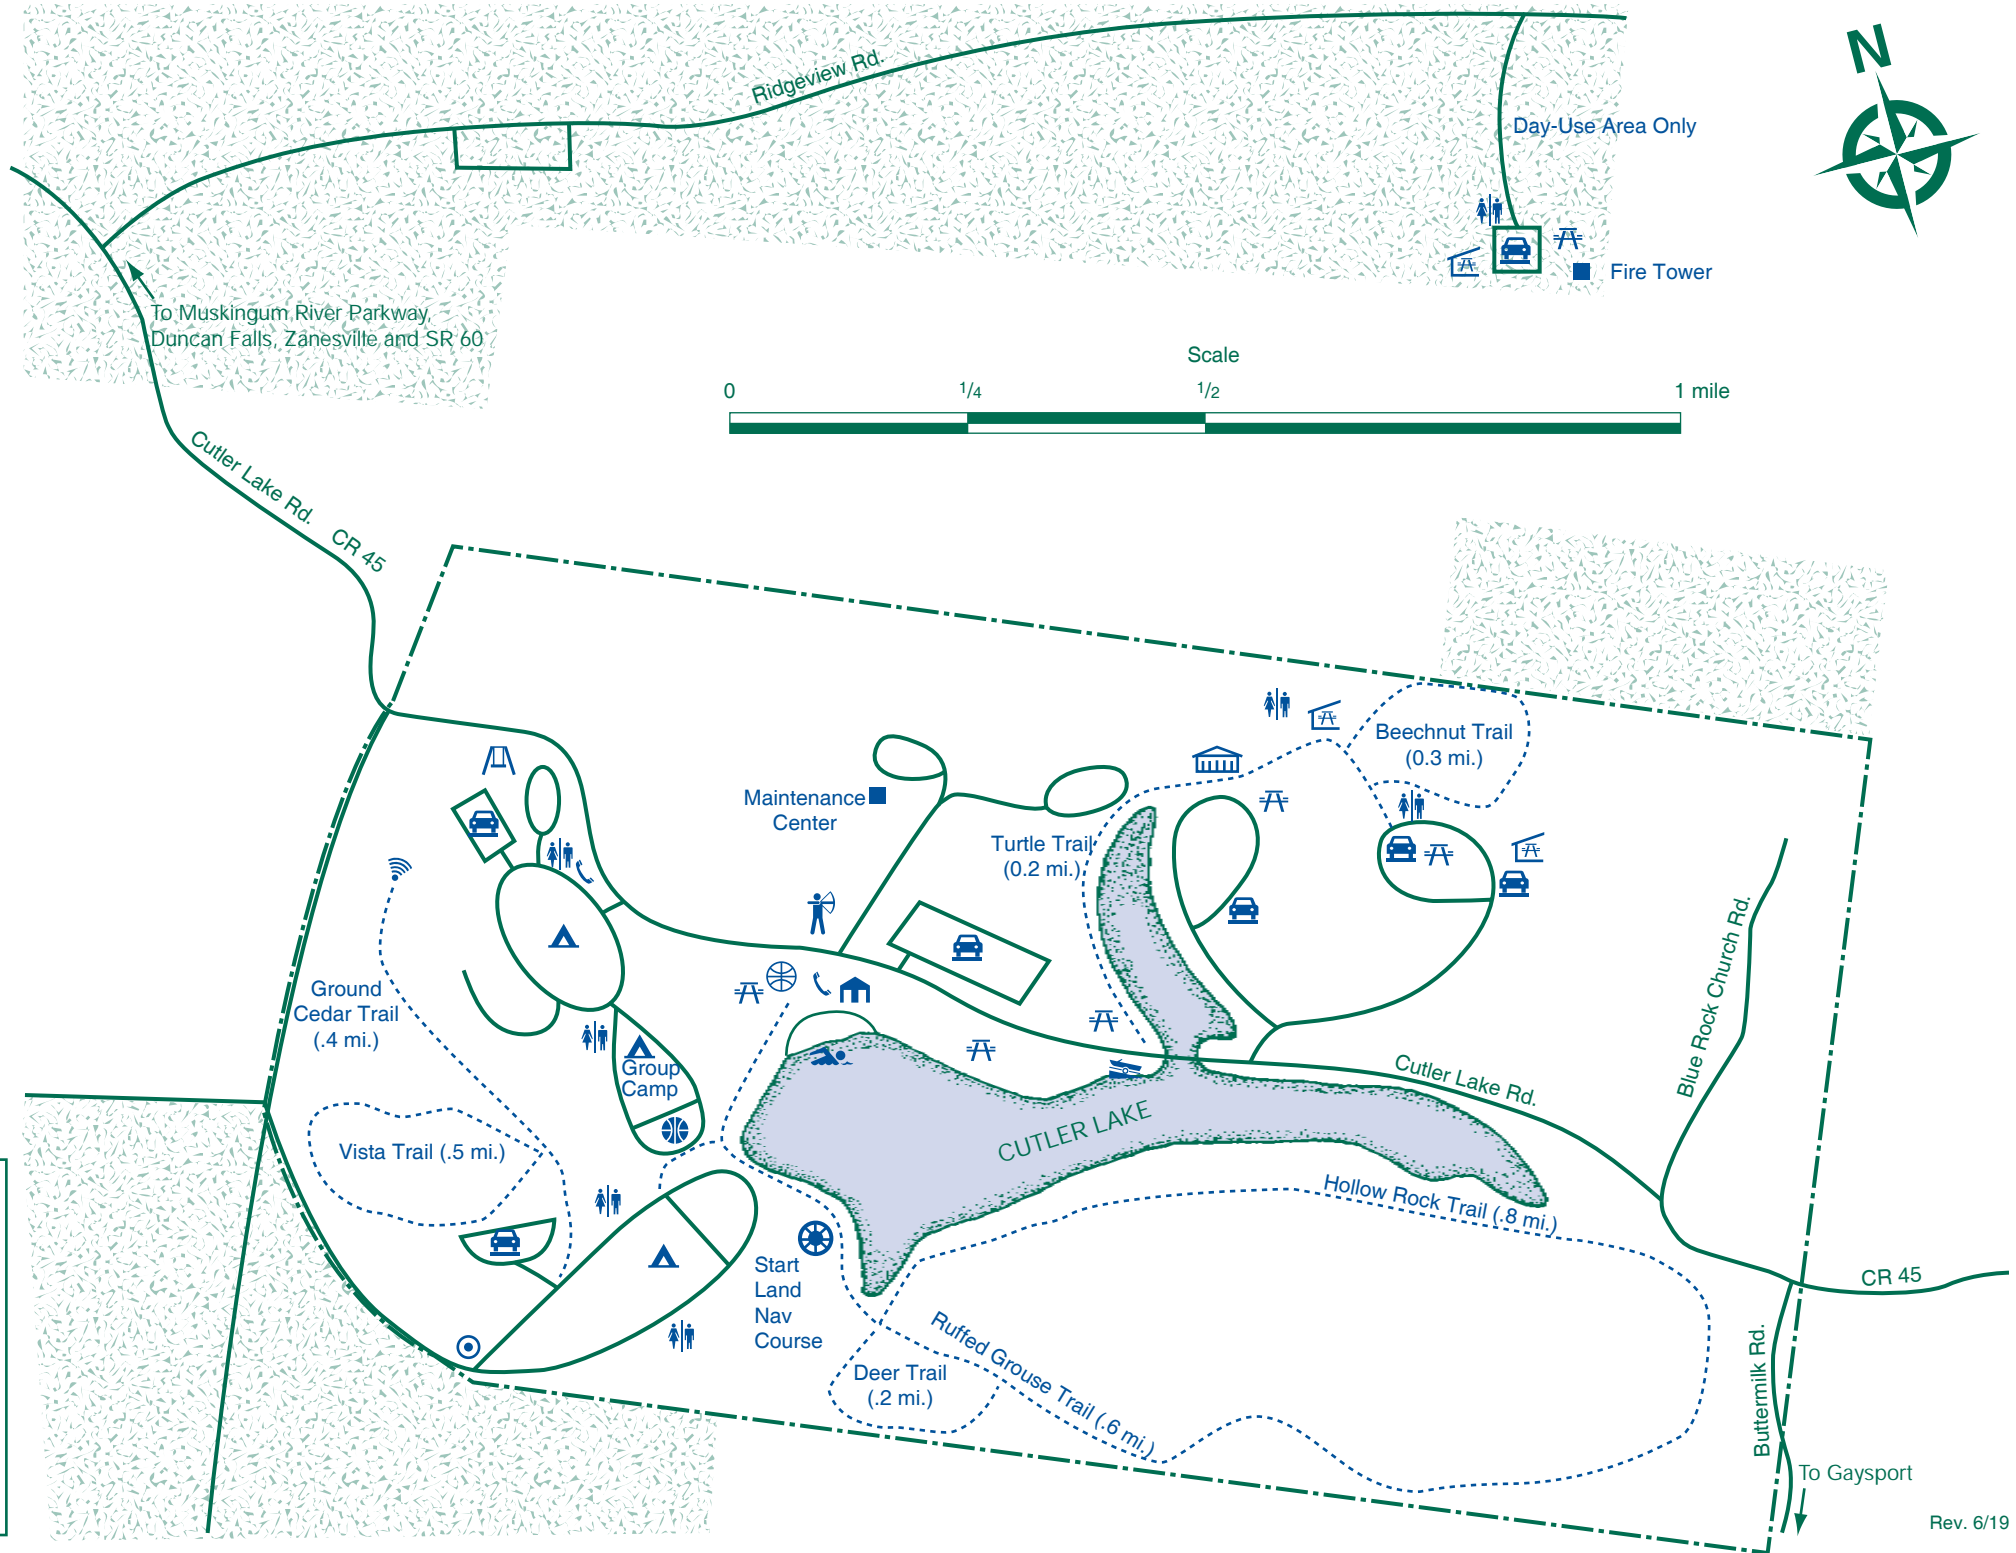 N
Ridgeview Rd.
Day-Use Area Only
Fire Tower
To Muskingum River Parkway,
Duncan Falls, Zanesville and SR 60
Scale
0 1/4 1/2 1 mile
Cutler Lake Rd.
CR 45
Beechnut Trail
(0.3 mi.)
Maintenance
Center
Turtle Trail
(0.2 mi.)
Blue Rock Church Rd.
Ground
Cedar Trail
(.4 mi.)
Group
Camp
Cutler Lake Rd.
CUTLER LAKE
Vista Trail (.5 mi.)
Hollow Rock Trail (.8 mi.)
Start
Land
Nav
Course
CR 45
Ruffed Grouse Trail (.6 mi.)
Deer Trail
(.2 mi.)
Buttermilk Rd.
To Gaysport
Rev. 6/19